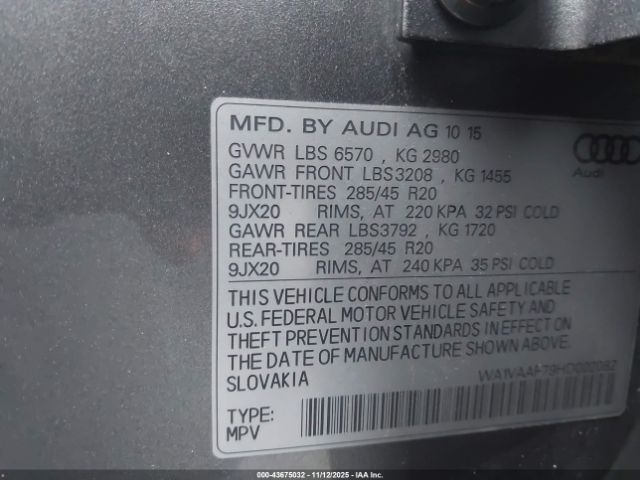 MFD. BY AUDI AG 10 15
GVWR LBS 6570 , KG 2980
GAWR FRONT LBS3208 , KG 1455
FRONT-TIRES 285/45 R20
9JX20 RIMS, AT 220 KPA 32 PSI COLD
GAWR REAR LBS3792 , KG 1720
REAR-TIRES 285/45 R20
9JX20 RIMS, AT 240 KPA 35 PSI COLD
Audi
THIS VEHICLE CONFORMS TO ALL APPLICABLE
U.S. FEDERAL MOTOR VEHICLE SAFETY AND
THEFT PREVENTION STANDARDS IN EFFECT ON
THE DATE OF MANUFACTURE SHOWN ABOVE.
SLOVAKIA
TYPE:
MPV
000-43675032 - 11/12/2025 - IAAI.com